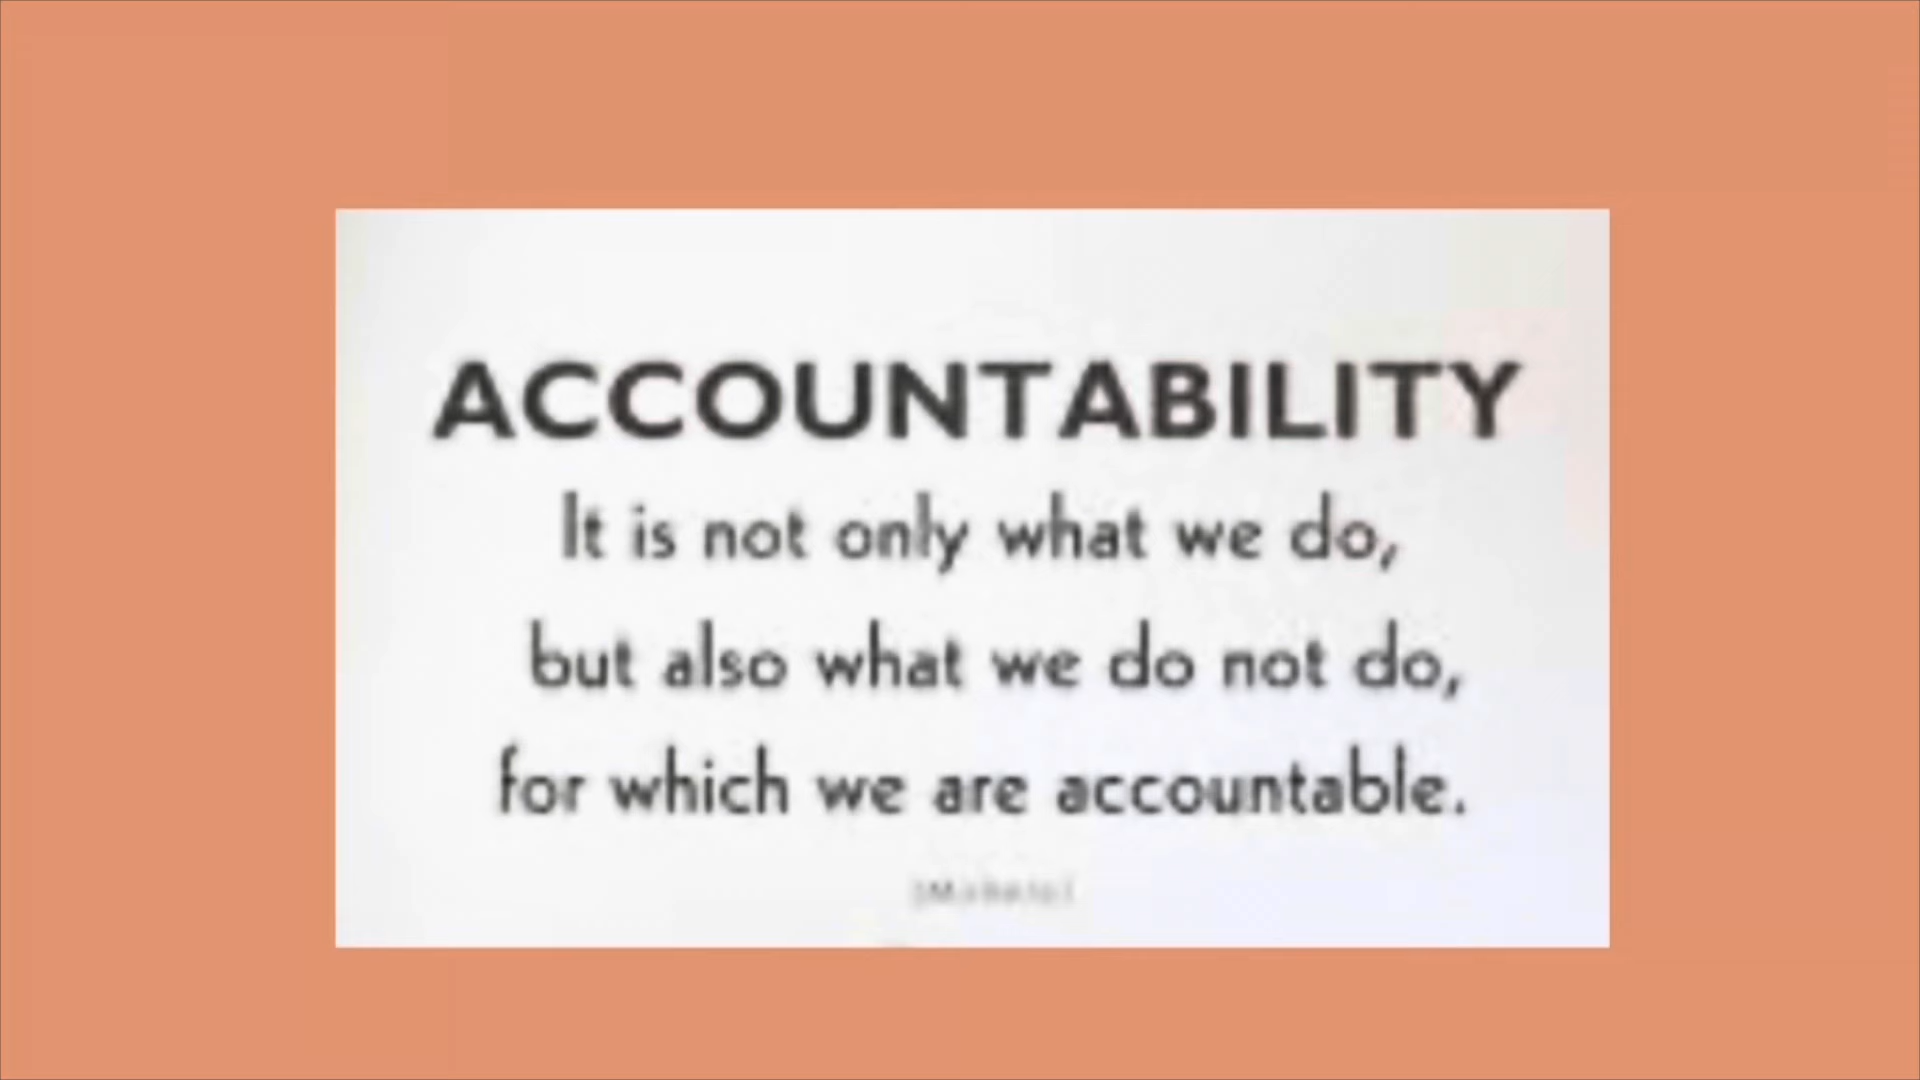 ACCOUNTABILITY
It is not only what we do,
but also what we do not do,
for which we are accountable.